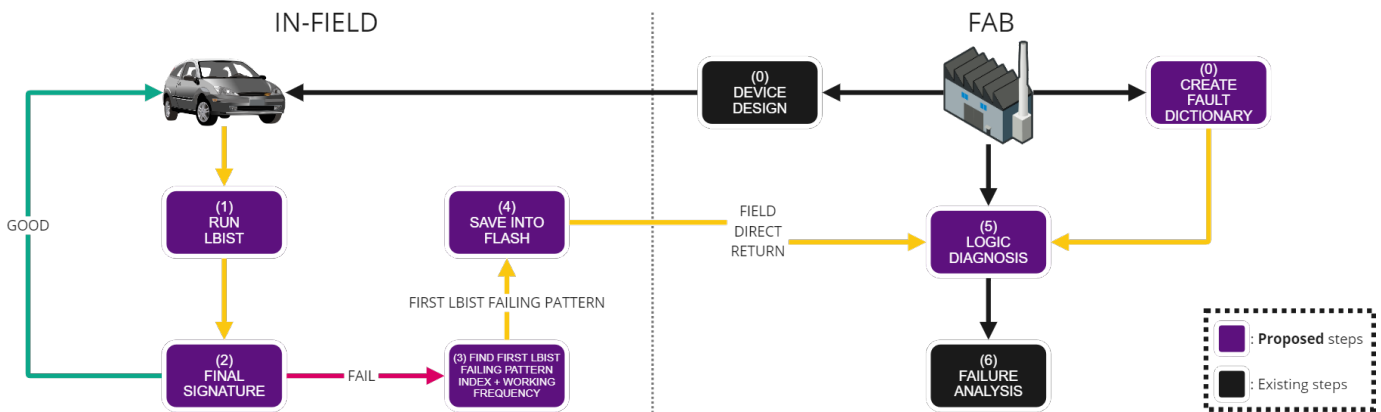 IN-FIELD
FAB
(0)
DEVICE
DESIGN
(0)
CREATE
FAULT
DICTIONARY
(1)
RUN
LBIST
(4)
SAVE INTO
FLASH
FIELD
DIRECT
RETURN
(5)
LOGIC
DIAGNOSIS
GOOD
FIRST LBIST FAILING PATTERN
(2)
FINAL
SIGNATURE
FAIL
(3) FIND FIRST LBIST
FAILING PATTERN
INDEX + WORKING
FREQUENCY
(6)
FAILURE
ANALYSIS
: Proposed steps
: Existing steps